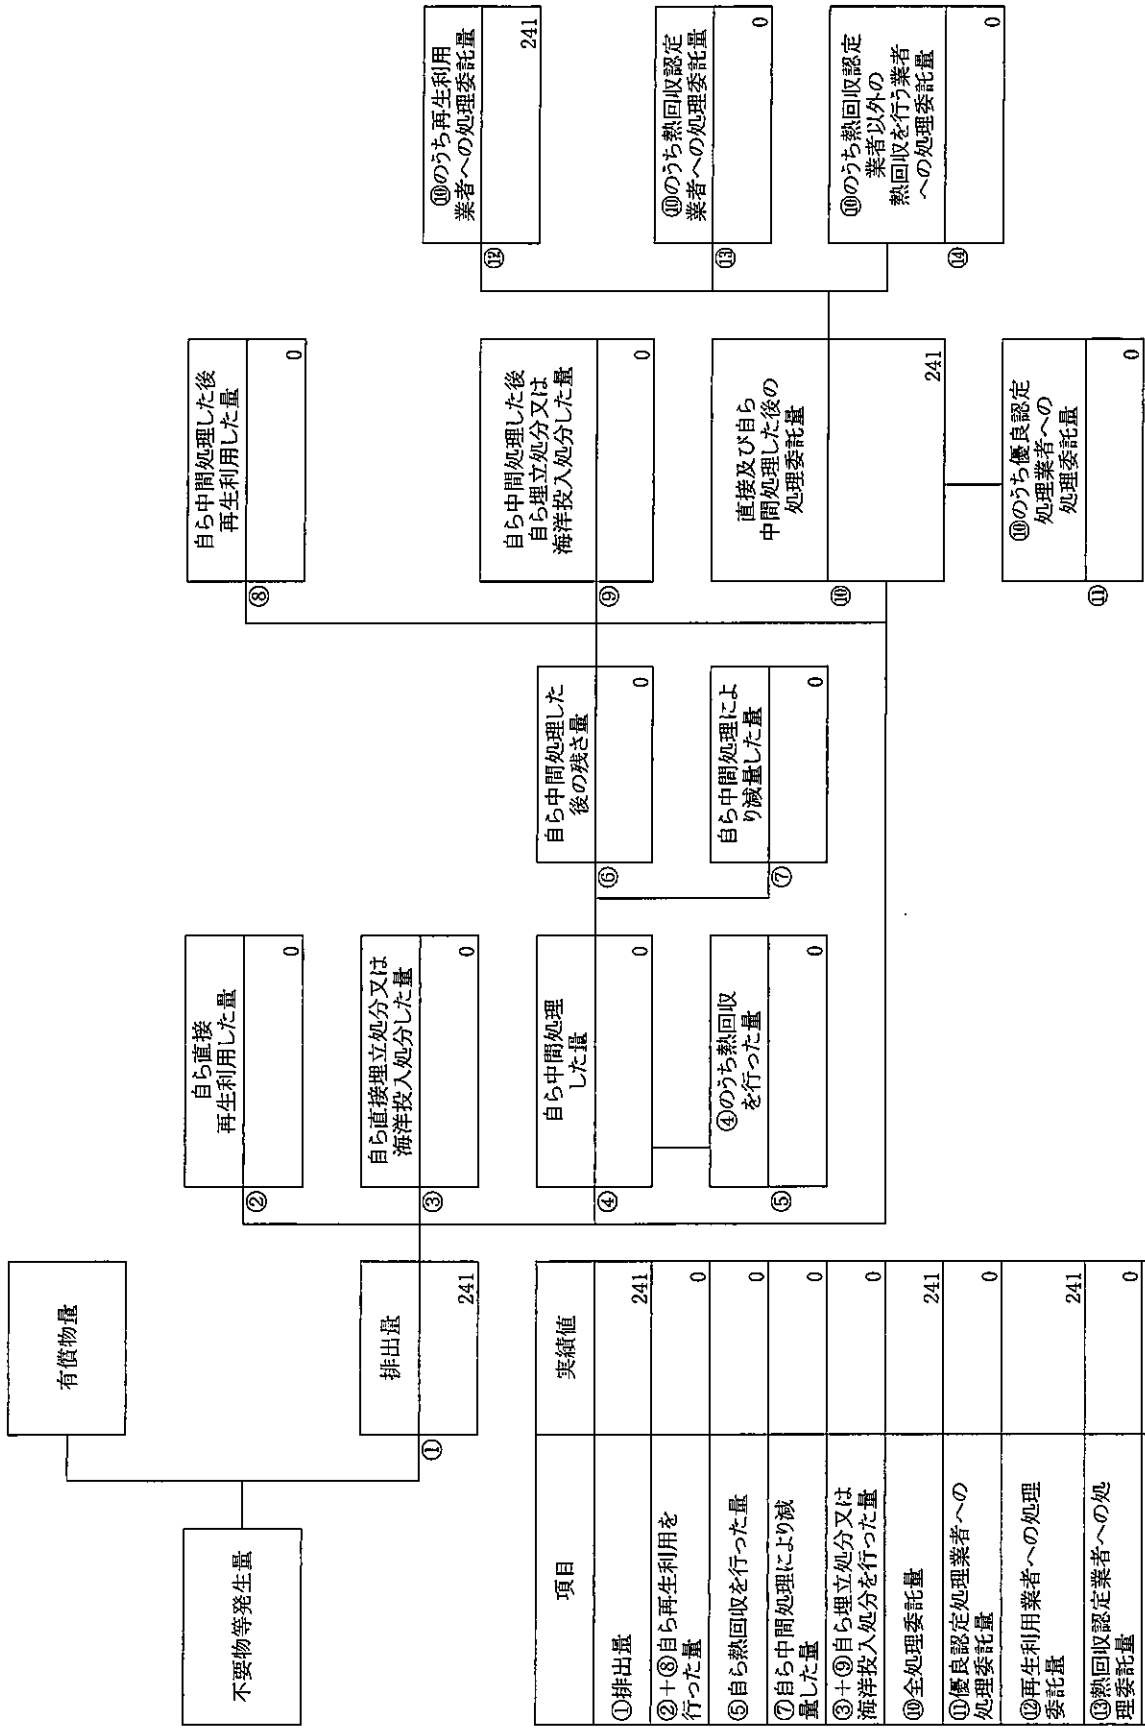 不要物等発生量
有償物量
①
排出量
241
②
自ら直接
再生利用した量
0
③
自ら直接埋立処分又は
海洋投入処分した量
0
④
自ら中間処理
した量
0
⑤
④のうち熱回収
を行った量
0
⑥
自ら中間処理した
後の残さ量
0
⑦
自ら中間処理によ
り減量した量
0
⑧
自ら中間処理した後
再生利用した量
0
⑨
自ら中間処理した後
自ら埋立処分又は
海洋投入処分した量
0
⑩
直接及び自ら
中間処理した後の
処理委託量
241
⑪
⑩のうち優良認定
処理業者への
処理委託量
0
⑫
⑩のうち再生利用
業者への処理委託量
241
⑬
⑩のうち熱回収認定
業者への処理委託量
0
⑭
⑩のうち熱回収認定
業者以外の
熱回収を行う業者
への処理委託量
0
項目 実績値
①排出量 241
②+⑧自ら再生利用を
行った量 0
⑤自ら熱回収を行った量 0
⑦自ら中間処理により減
量した量 0
③+⑨自ら埋立処分又は
海洋投入処分を行った量 0
⑩全処理委託量 241
⑪優良認定処理業者への
処理委託量 0
⑫再生利用業者への処理
委託量 241
⑬熱回収認定業者への処
理委託量 0